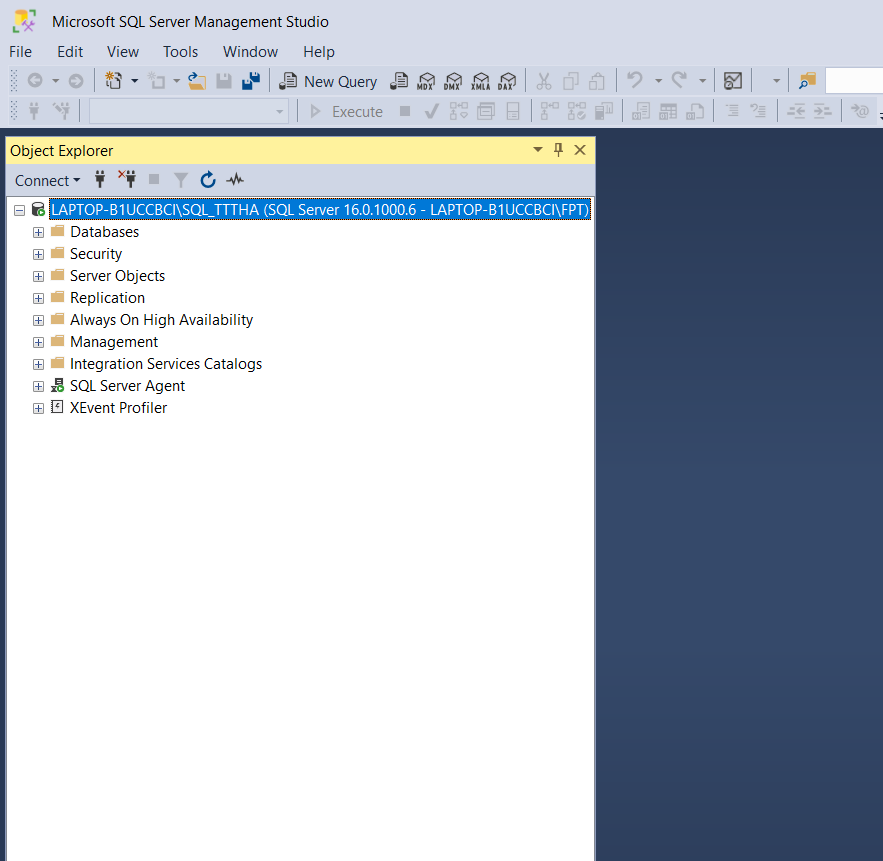 Microsoft SQL Server Management Studio
File Edit View Tools Window Help
New Query MDX DMX XMLA DAX
Execute
Object Explorer
Connect
LAPTOP-B1UCCBCI\SQL_TTTHA (SQL Server 16.0.1000.6 - LAPTOP-B1UCCBCI\FPT)
Databases
Security
Server Objects
Replication
Always On High Availability
Management
Integration Services Catalogs
SQL Server Agent
XEvent Profiler